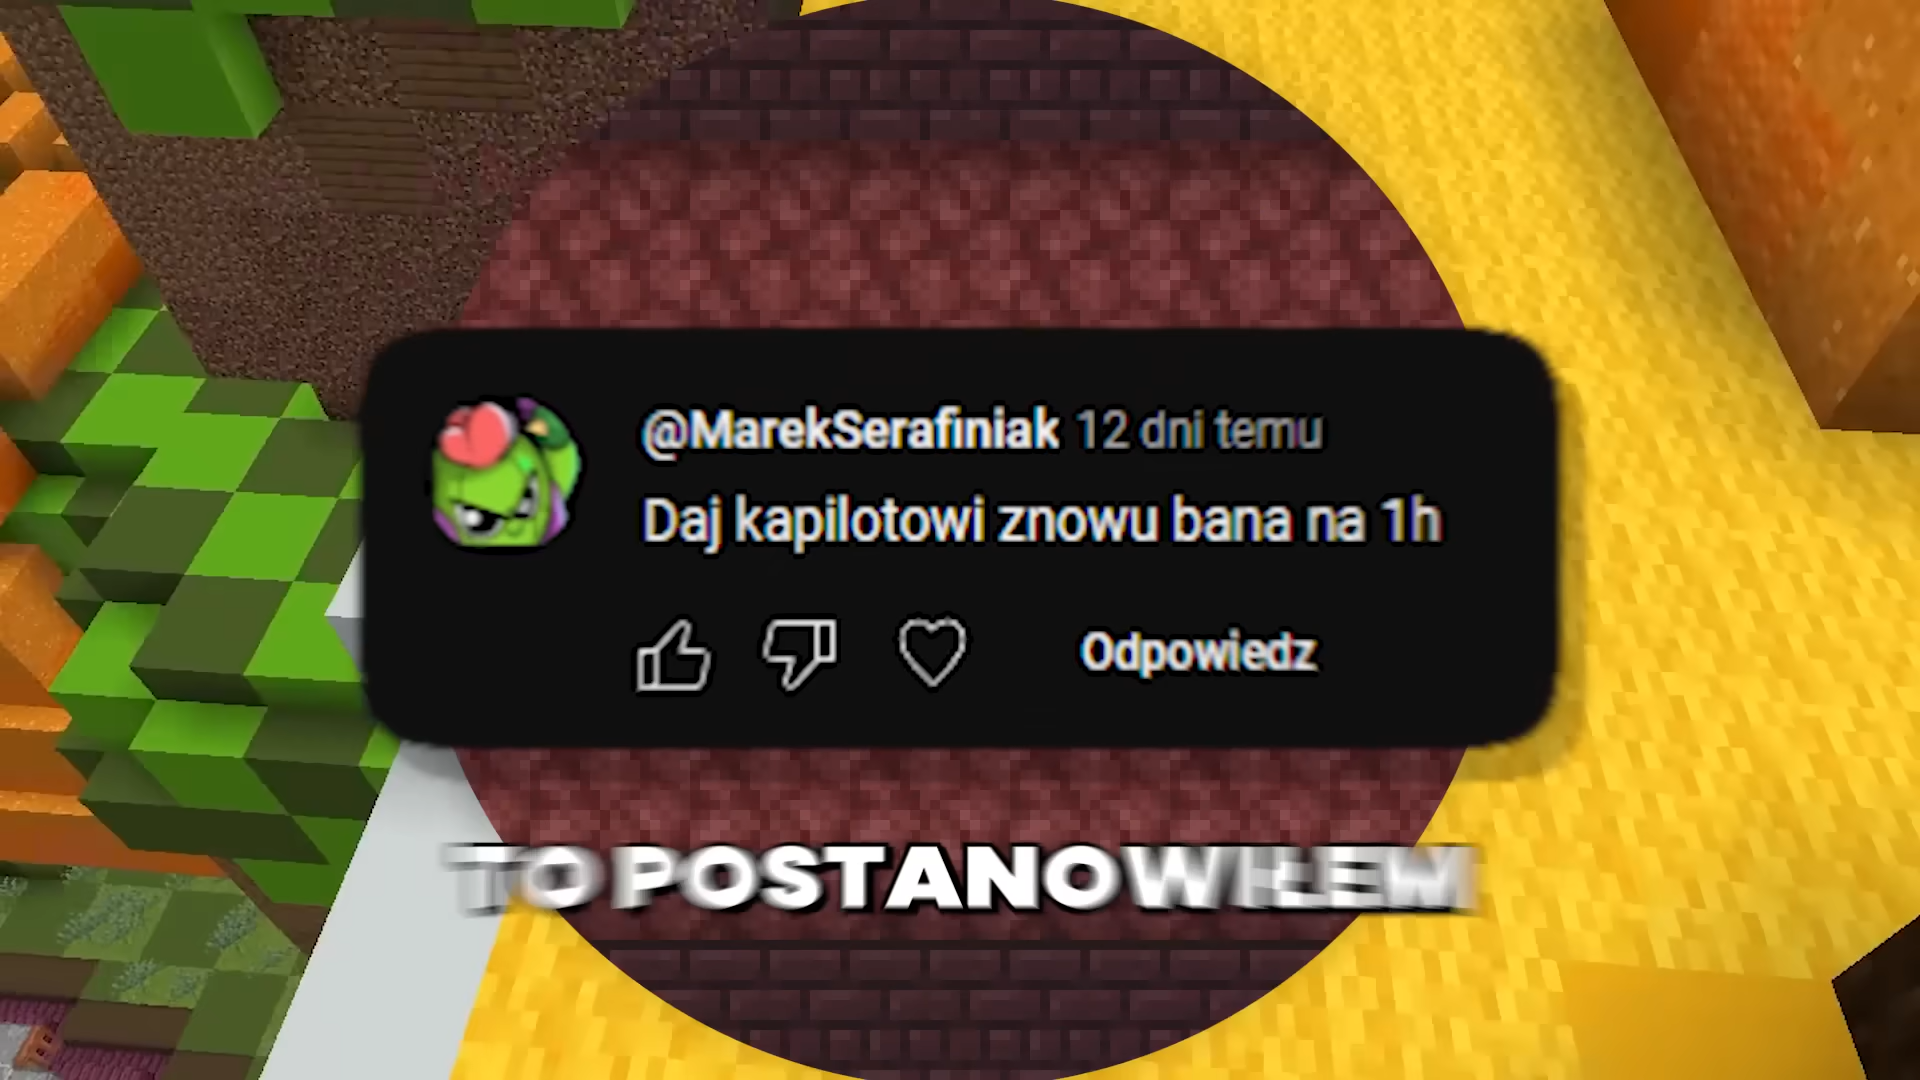 @MarekSerafiniak 12 dni temu
Daj kapilotowi znowu bana na 1h
Odpowiedz
TO POSTANOWIŁEM